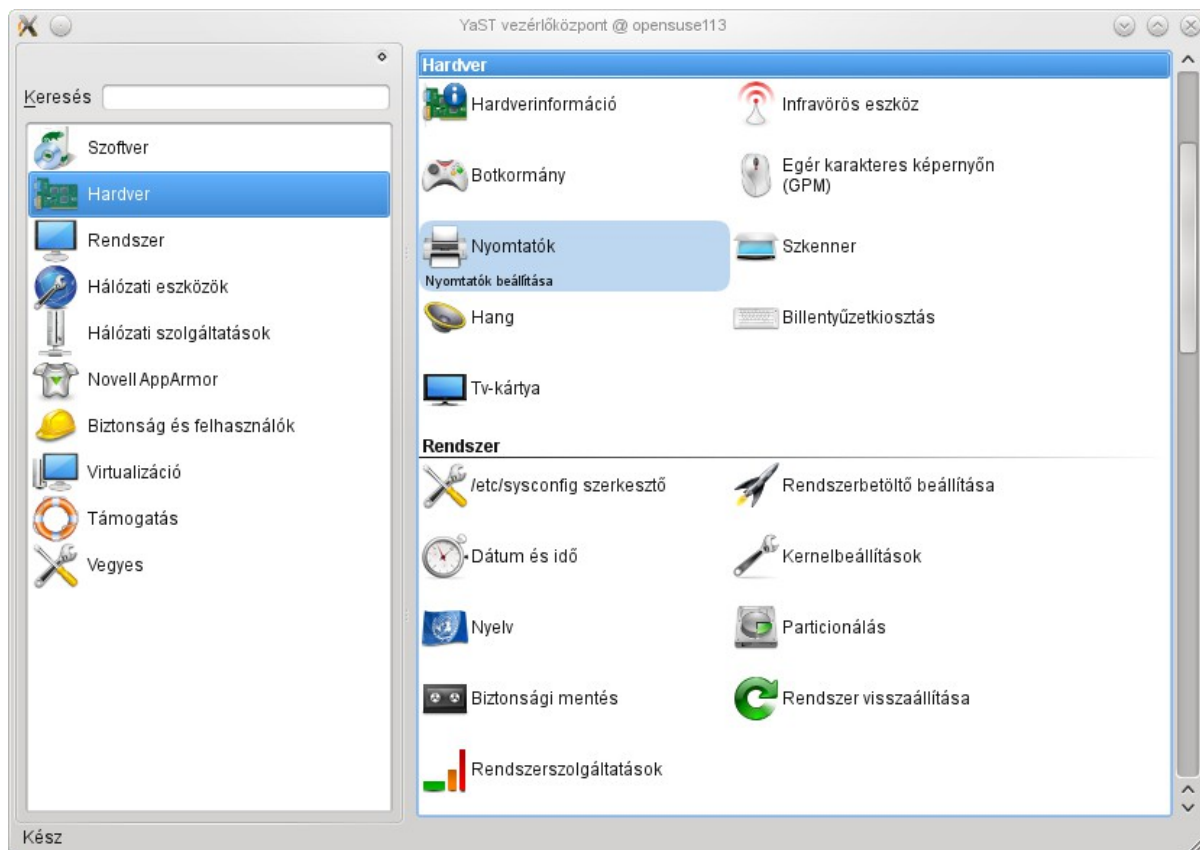 YaST vezérlőközpont @ opensuse113
Keresés
Szoftver
Hardver
Rendszer
Hálózati eszközök
Hálózati szolgáltatások
Novell AppArmor
Biztonság és felhasználók
Virtualizáció
Támogatás
Vegyes
Hardver
Hardverinformáció
Infravörös eszköz
Botkormány
Egér karakteres képernyőn
(GPM)
Nyomtatók
Nyomtatók beállítása
Szkenner
Hang
Billentyűzetkiosztás
Tv-kártya
Rendszer
/etc/sysconfig szerkesztő
Rendszerbetöltő beállítása
Dátum és idő
Kernelbeállítások
Nyelv
Particionálás
Biztonsági mentés
Rendszer visszaállítása
Rendszerszolgáltatások
Kész